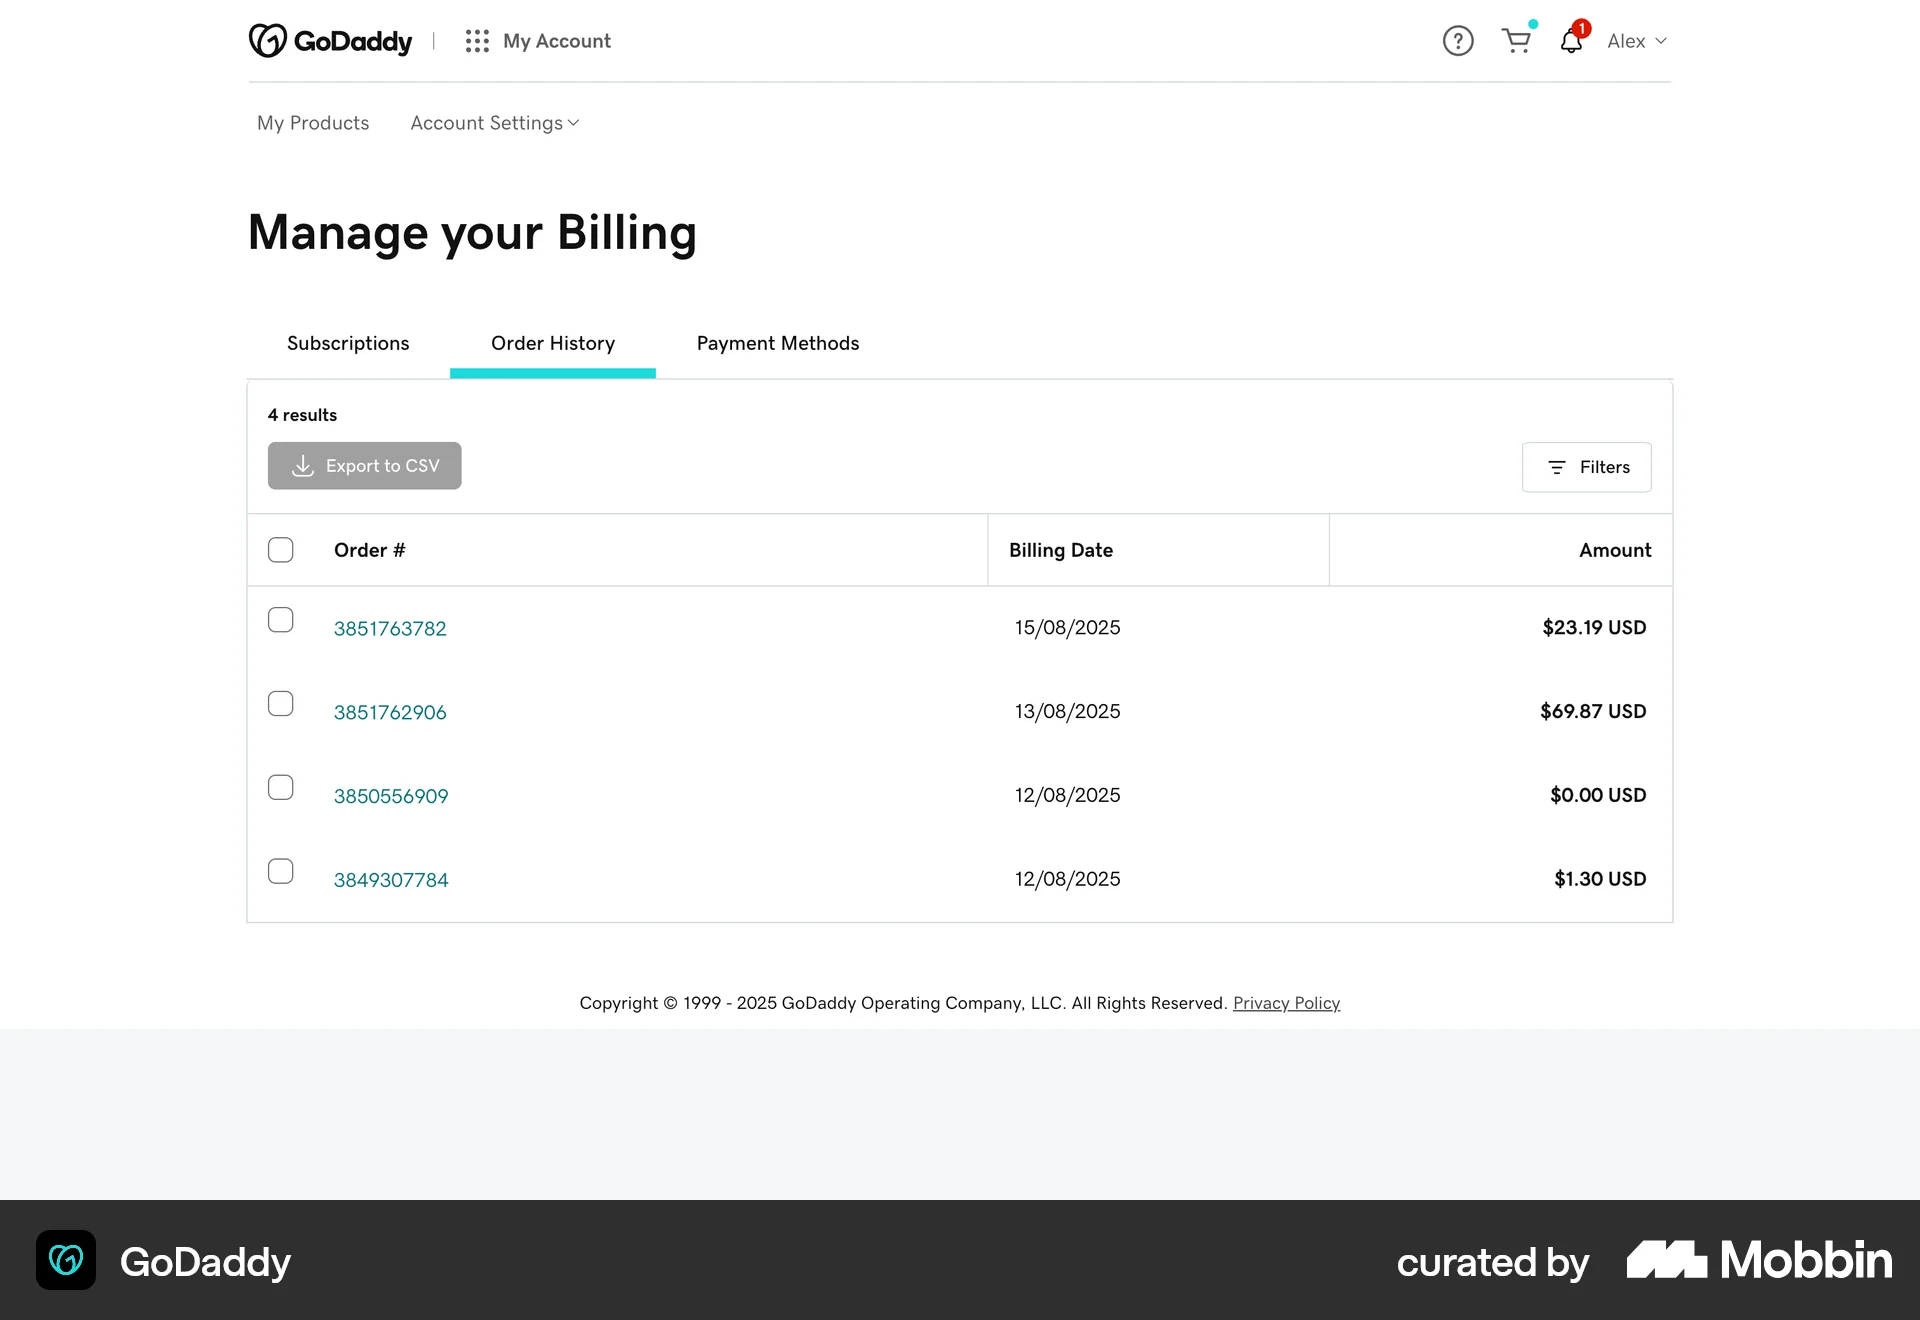 GoDaddy
My Account
1
Alex
My Products
Account Settings
Manage your Billing
Subscriptions
Order History
Payment Methods
4 results
Export to CSV
Filters
Order #
Billing Date
Amount
3851763782
15/08/2025
$23.19 USD
3851762906
13/08/2025
$69.87 USD
3850556909
12/08/2025
$0.00 USD
3849307784
12/08/2025
$1.30 USD
Copyright © 1999 - 2025 GoDaddy Operating Company, LLC. All Rights Reserved. Privacy Policy
GoDaddy
curated by
Mobbin